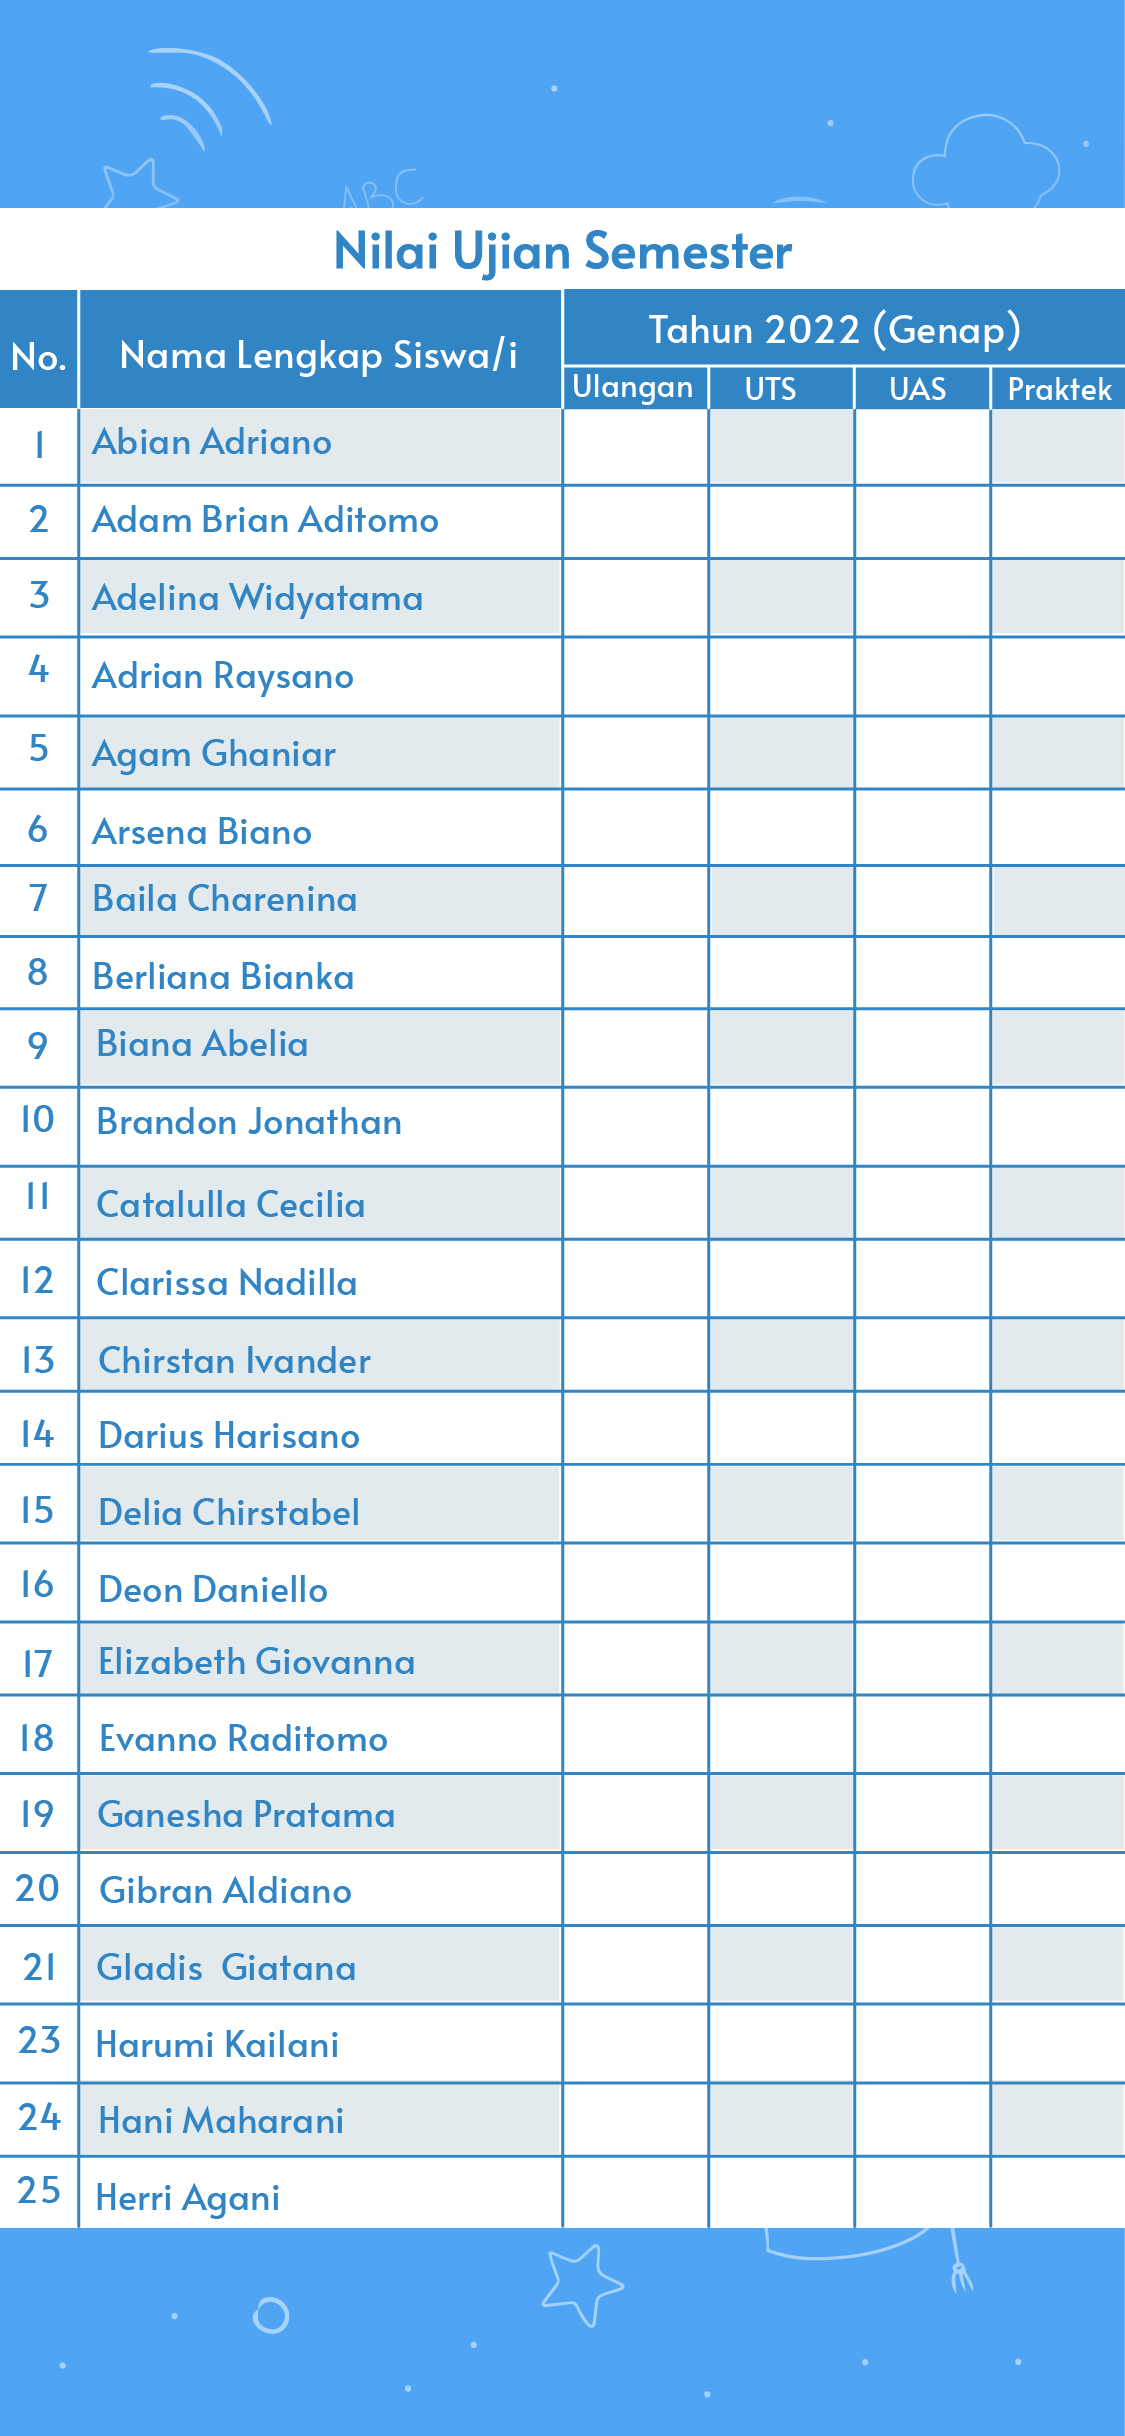 ABC
Nilai Ujian Semester
No. Nama Lengkap Siswa/i Tahun 2022 (Genap)
Ulangan UTS UAS Praktek
1 Abian Adriano
2 Adam Brian Aditomo
3 Adelina Widyatama
4 Adrian Raysano
5 Agam Ghaniar
6 Arsena Biano
7 Baila Charenina
8 Berliana Bianka
9 Biana Abelia
10 Brandon Jonathan
11 Catalulla Cecilia
12 Clarissa Nadilla
13 Chirstan Ivander
14 Darius Harisano
15 Delia Chirstabel
16 Deon Daniello
17 Elizabeth Giovanna
18 Evanno Raditomo
19 Ganesha Pratama
20 Gibran Aldiano
21 Gladis Giatana
23 Harumi Kailani
24 Hani Maharani
25 Herri Agani